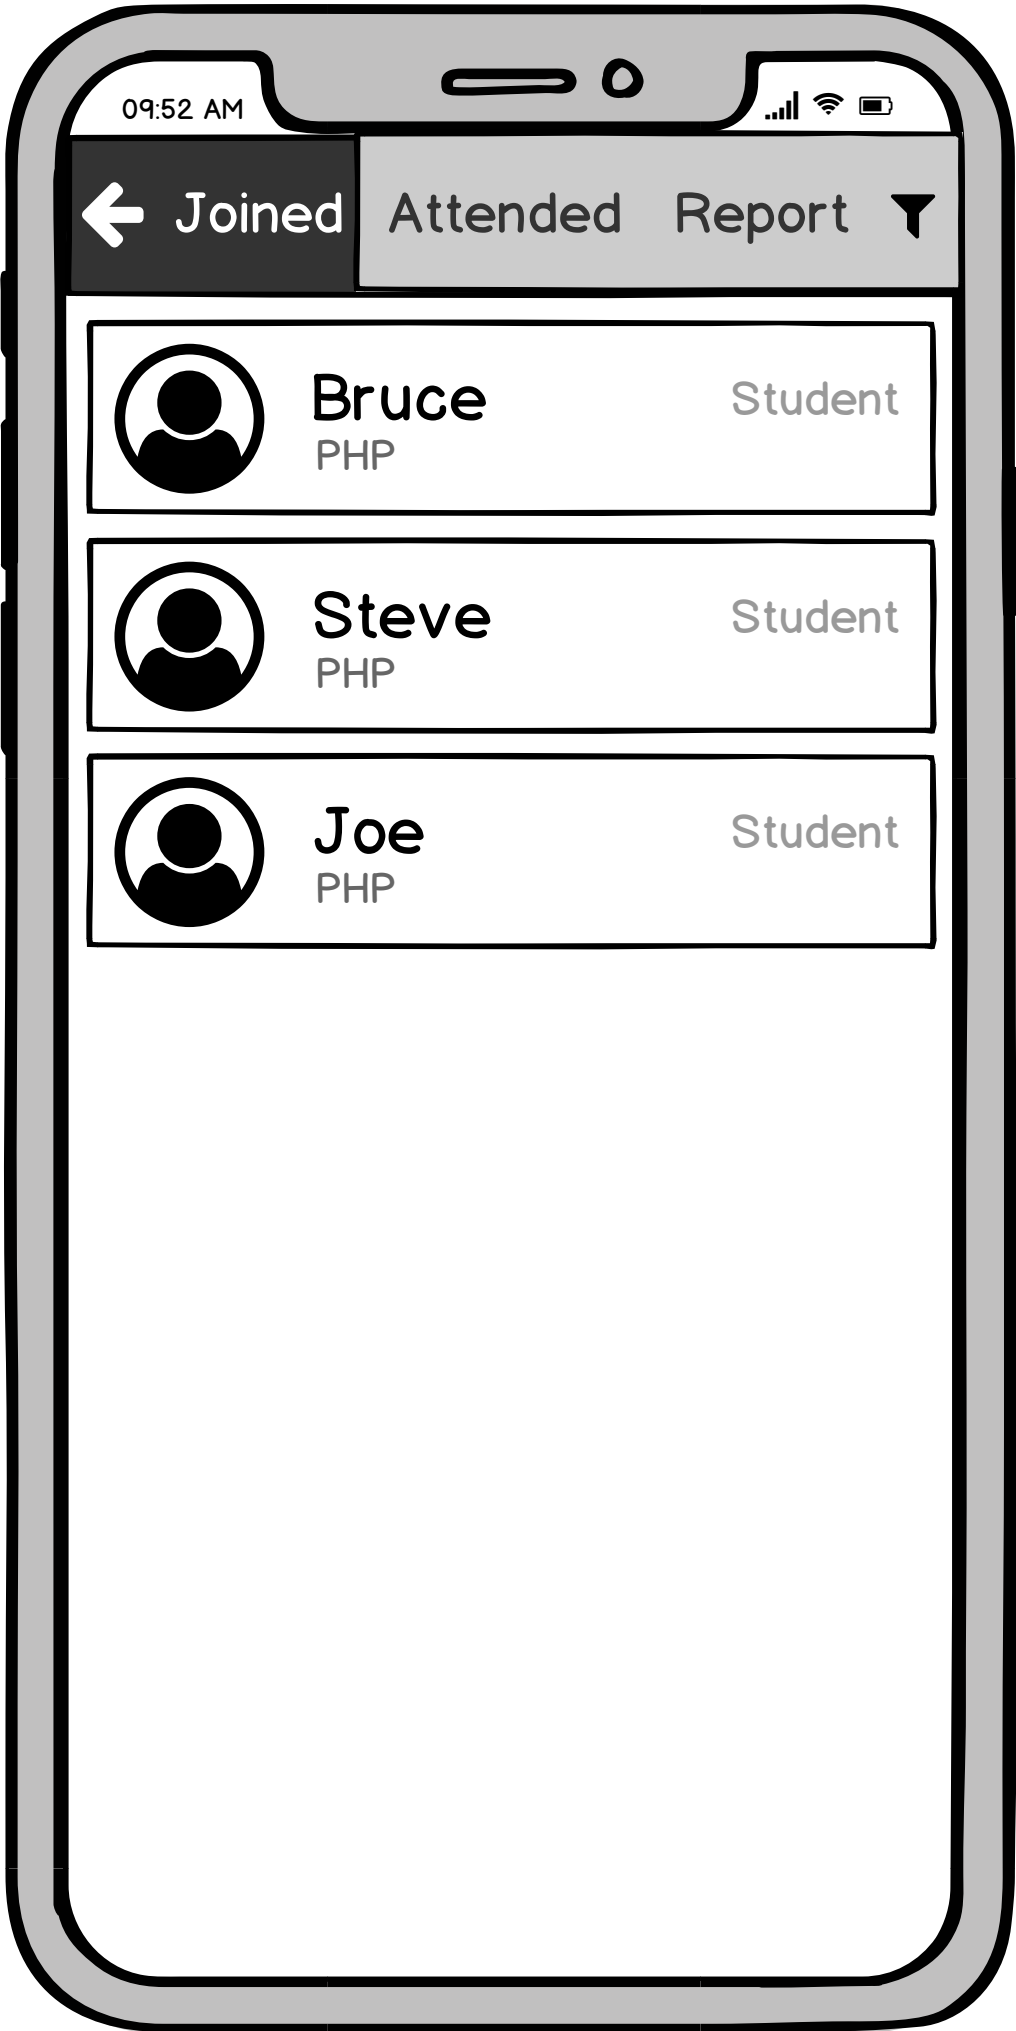 09:52 AM
Joined Attended Report
Bruce Student
PHP
Steve Student
PHP
Joe Student
PHP